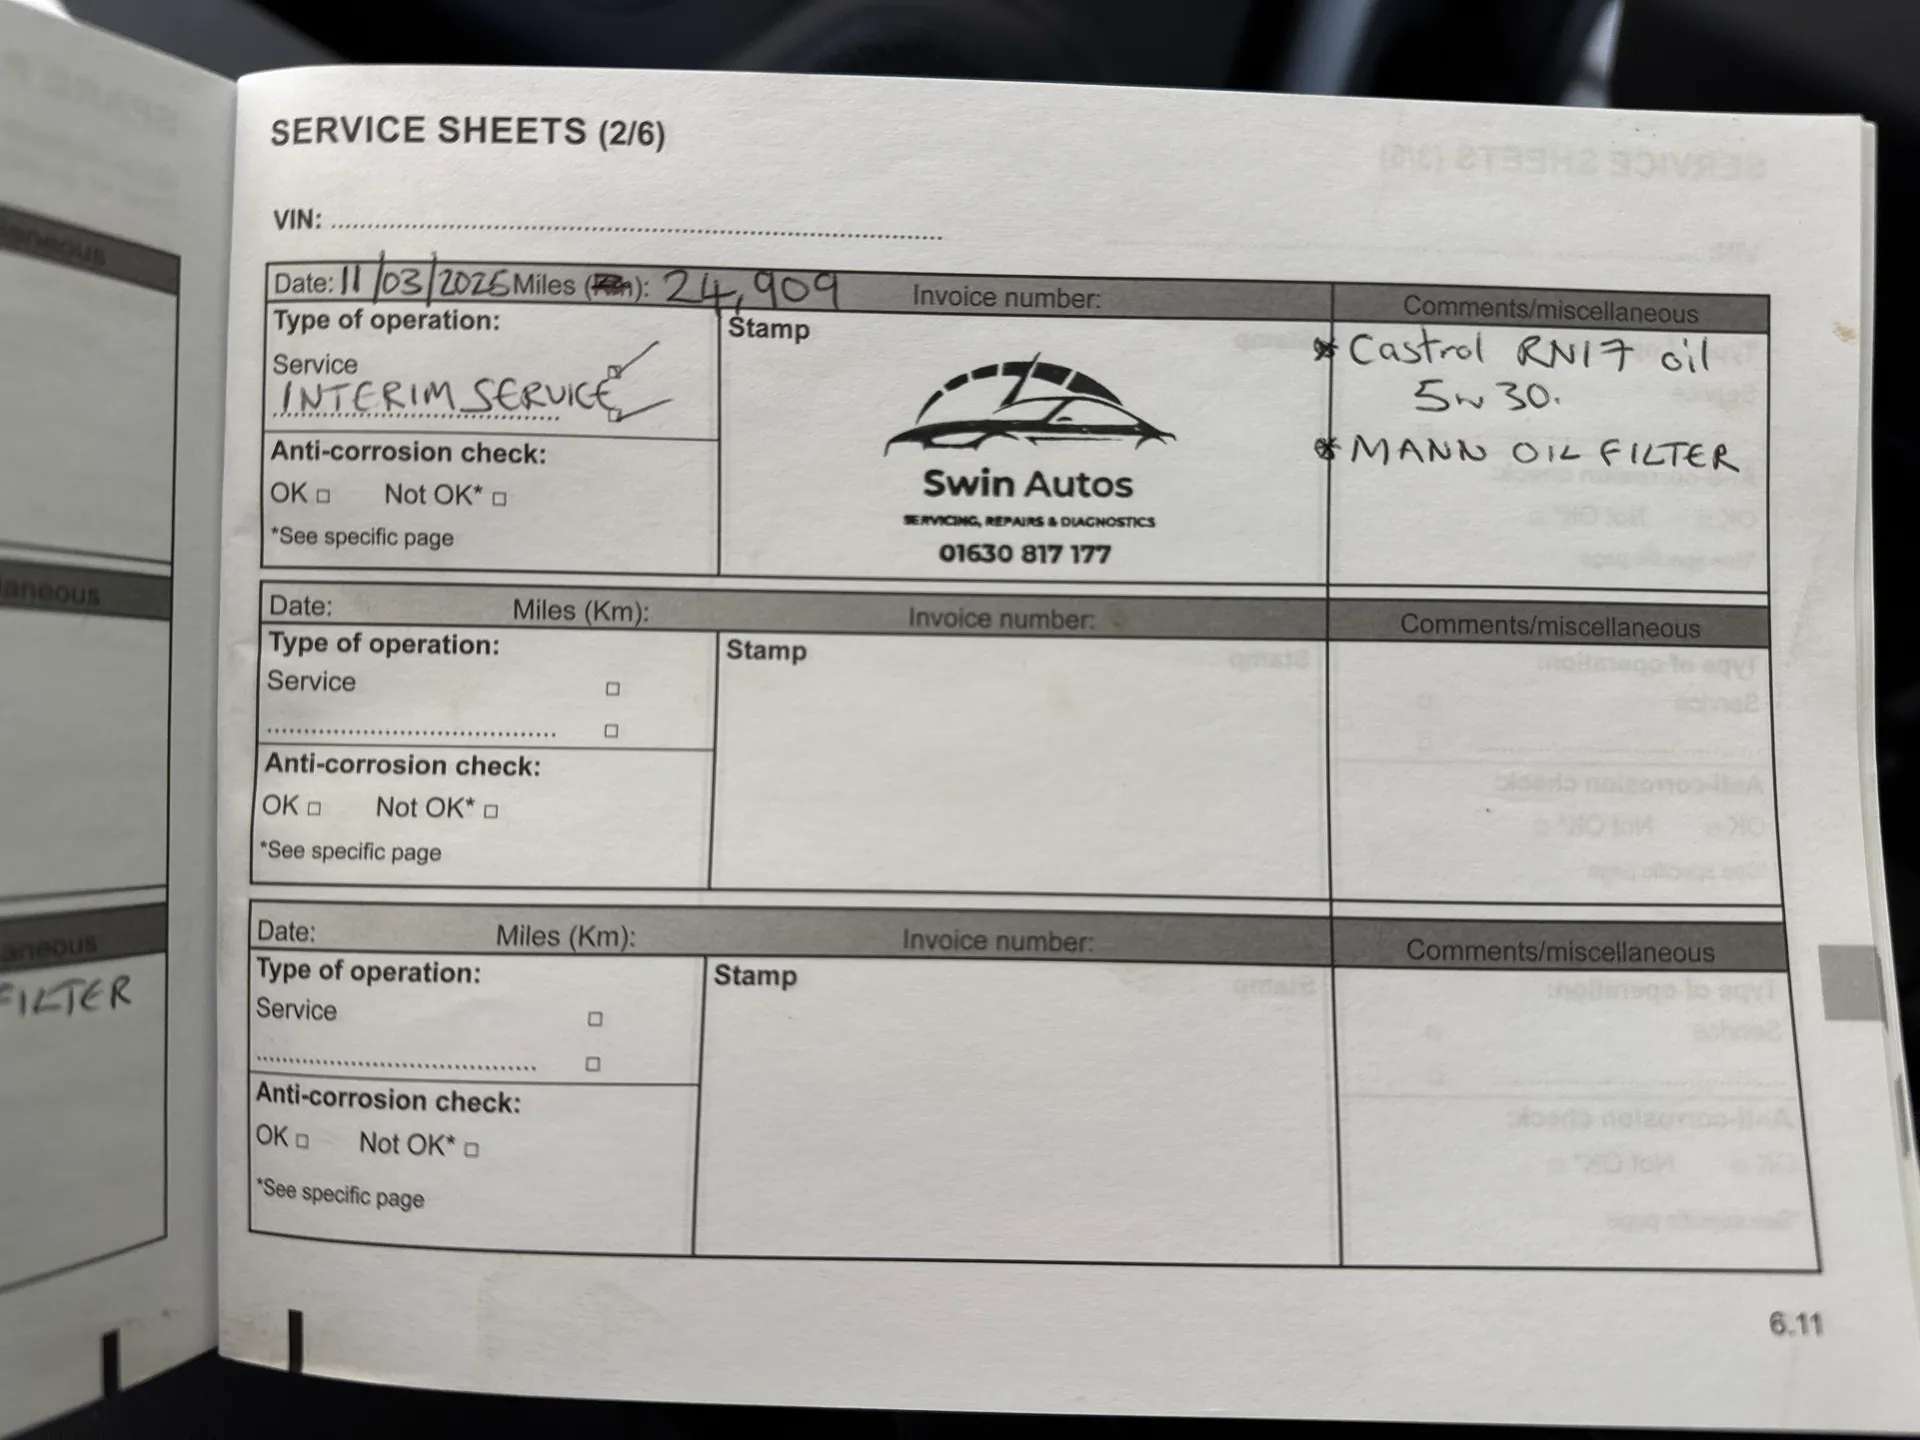 SERVICE SHEETS (2/6)
VIN:
Date: 11/03/2025 Miles (Km): 24,909 Invoice number: Comments/miscellaneous
Type of operation:
Service
INTERIM SERVICE
Stamp
Swin Autos
SERVICING, REPAIRS & DIAGNOSTICS
01630 817 177
* Castrol RN17 oil
5w30.
* MANN OIL FILTER
Anti-corrosion check:
OK Not OK*
*See specific page
Date: Miles (Km): Invoice number: Comments/miscellaneous
Type of operation:
Service
Stamp
Anti-corrosion check:
OK Not OK*
*See specific page
Date: Miles (Km): Invoice number: Comments/miscellaneous
Type of operation:
Service
Stamp
Anti-corrosion check:
OK Not OK*
*See specific page
6.11
laneous
aneous
FILTER